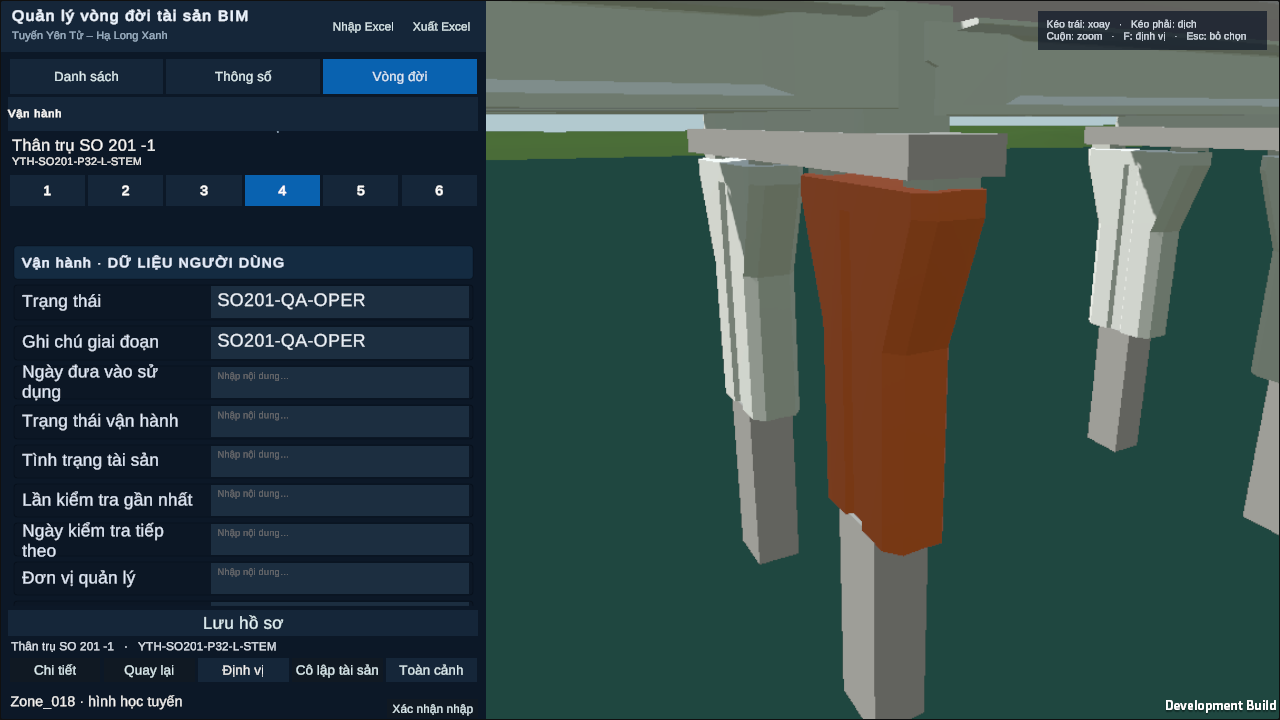 Quản lý vòng đời tài sản BIM
Tuyến Yên Tử – Hạ Long Xanh
Nhập Excel
Xuất Excel
Danh sách
Thông số
Vòng đời
Vận hành
Thân trụ SO 201 -1
YTH-SO201-P32-L-STEM
1
2
3
4
5
6
Vận hành · DỮ LIỆU NGƯỜI DÙNG
Trạng thái
SO201-QA-OPER
Ghi chú giai đoạn
SO201-QA-OPER
Ngày đưa vào sử
dụng
Nhập nội dung...
Trạng thái vận hành
Nhập nội dung...
Tình trạng tài sản
Nhập nội dung...
Lần kiểm tra gần nhất
Nhập nội dung...
Ngày kiểm tra tiếp
theo
Nhập nội dung...
Đơn vị quản lý
Nhập nội dung...
Lưu hồ sơ
Thân trụ SO 201 -1 · YTH-SO201-P32-L-STEM
Chi tiết
Quay lại
Định vị
Cô lập tài sản
Toàn cảnh
Zone_018 · hình học tuyến
Xác nhận nhập
Kéo trái: xoay · Kéo phải: dịch
Cuộn: zoom · F: định vị · Esc: bỏ chọn
Development Build